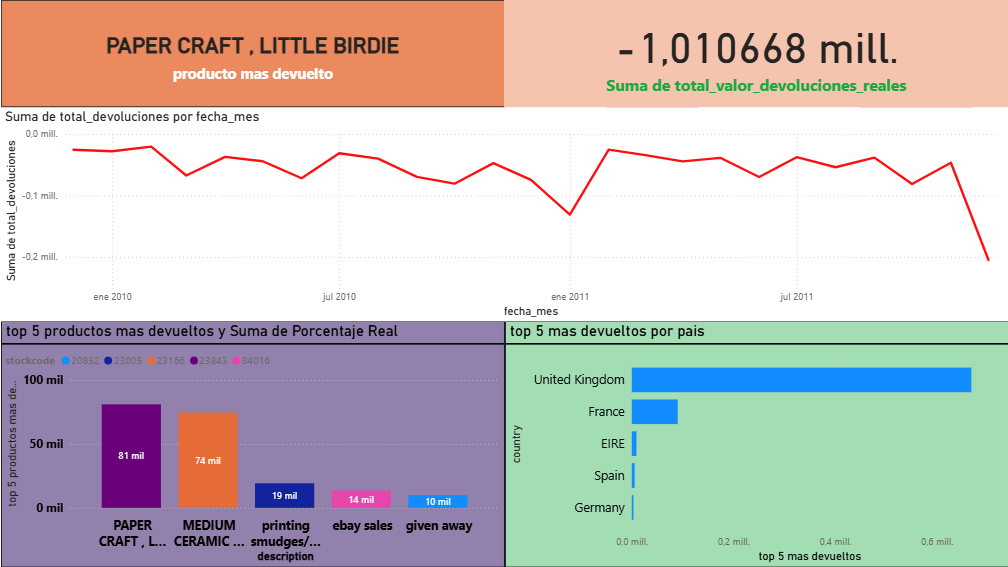 PAPER CRAFT , LITTLE BIRDIE
producto mas devuelto
-1,010668 mill.
Suma de total_valor_devoluciones_reales
Suma de total_devoluciones por fecha_mes
Suma de total_devoluciones
0,0 mill.
-0,1 mill.
-0,2 mill.
ene 2010
jul 2010
ene 2011
jul 2011
fecha_mes
top 5 productos mas devueltos y Suma de Porcentaje Real
stockcode 20852 23005 23166 23843 84016
top 5 productos mas de...
100 mil
50 mil
0 mil
81 mil
74 mil
19 mil
14 mil
10 mil
PAPER CRAFT , L...
MEDIUM CERAMIC ...
printing smudges/...
ebay sales
given away
description
top 5 mas devueltos por pais
country
United Kingdom
France
EIRE
Spain
Germany
0,0 mill.
0,2 mill.
0,4 mill.
0,6 mill.
top 5 mas devueltos